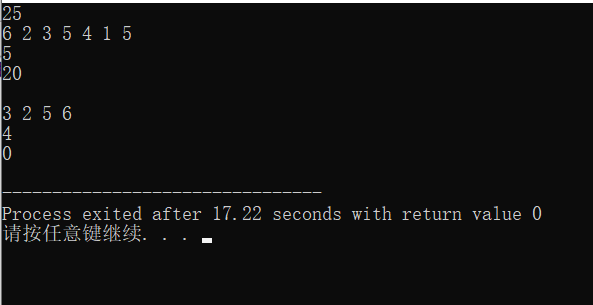 25
6 2 3 5 4 1 5
5
20
3 2 5 6
4
0
--------------------------------
Process exited after 17.22 seconds with return value 0
请按任意键继续. . .